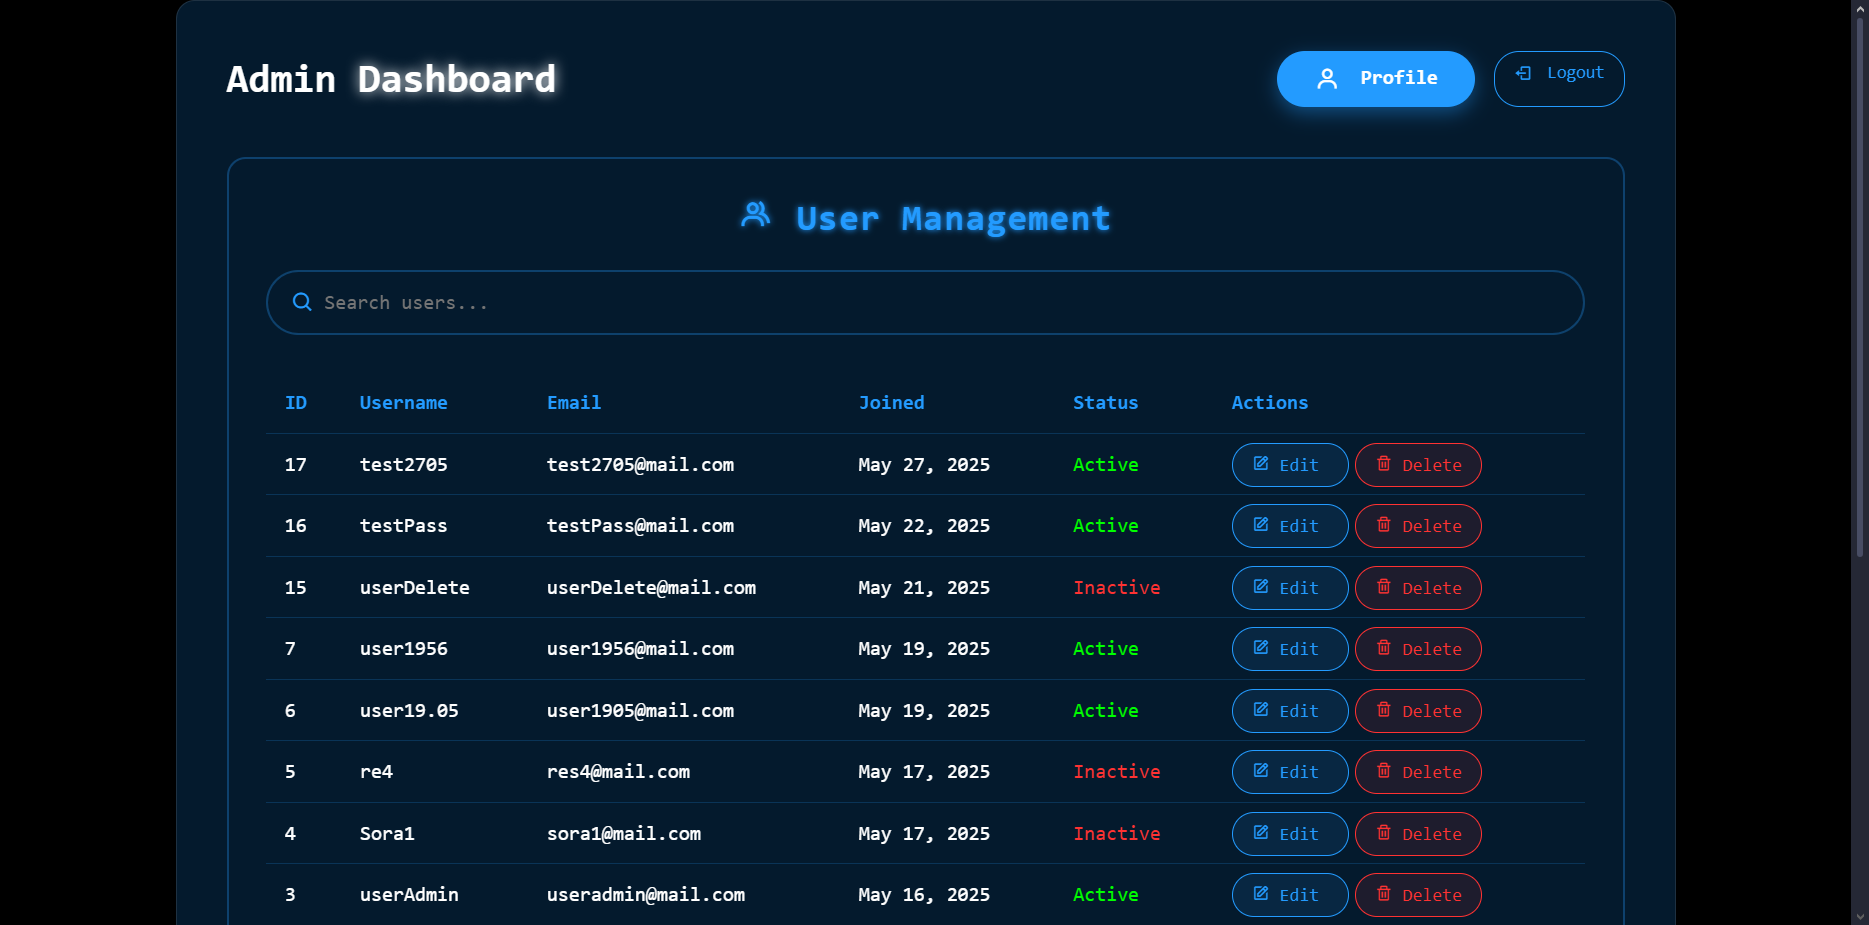 Admin Dashboard
Profile
Logout
User Management
Search users...
ID Username Email Joined Status Actions
17 test2705 test2705@mail.com May 27, 2025 Active Edit Delete
16 testPass testPass@mail.com May 22, 2025 Active Edit Delete
15 userDelete userDelete@mail.com May 21, 2025 Inactive Edit Delete
7 user1956 user1956@mail.com May 19, 2025 Active Edit Delete
6 user19.05 user1905@mail.com May 19, 2025 Active Edit Delete
5 re4 res4@mail.com May 17, 2025 Inactive Edit Delete
4 Sora1 sora1@mail.com May 17, 2025 Inactive Edit Delete
3 userAdmin useradmin@mail.com May 16, 2025 Active Edit Delete